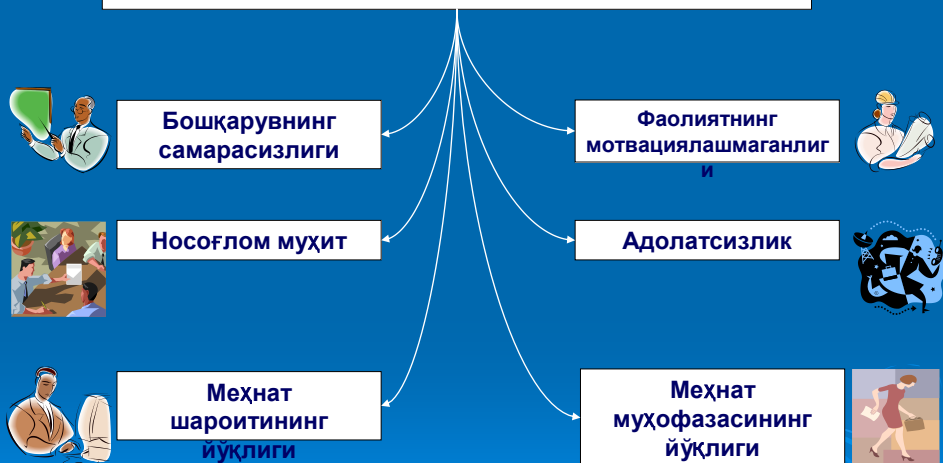 Бошқарувнинг
самарасизлиги
Фаолиятнинг
мотвациялашмаганлиг
и
Носоғлом муҳит
Адолатсизлик
Меҳнат
шароитининг
йўқлиги
Меҳнат
муҳофазасининг
йўқлиги